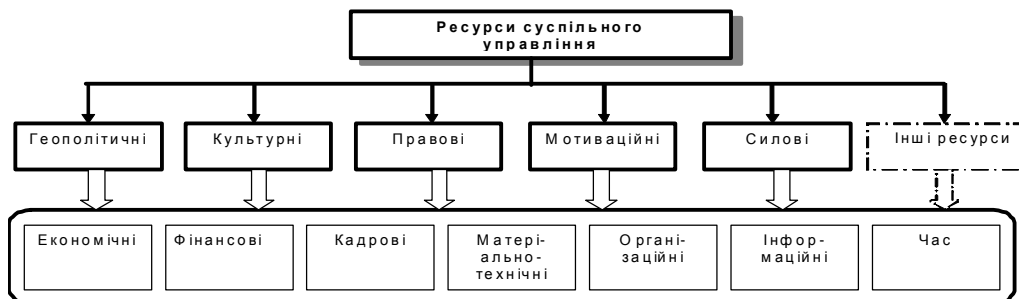 Ресурси суспільного
управління
Геополітичні
Культурні
Правові
Мотиваційні
Силові
Інші ресурси
Економічні
Фінансові
Кадрові
Матері-
ально-
технічні
Органі-
заційні
Інфор-
маційні
Час